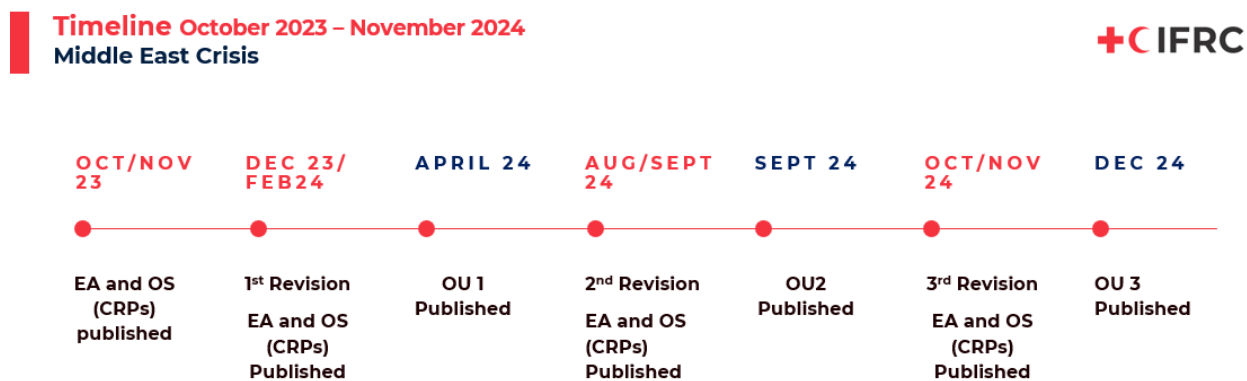 Timeline October 2023 – November 2024
Middle East Crisis
IFRC
OCT/NOV
23
DEC 23/
FEB24
APRIL 24
AUG/SEPT
24
SEPT 24
OCT/NOV
24
DEC 24
EA and OS
(CRPs)
published
1st Revision
EA and OS
(CRPs)
Published
OU 1
Published
2nd Revision
EA and OS
(CRPs)
Published
OU2
Published
3rd Revision
EA and OS
(CRPs)
Published
OU 3
Published